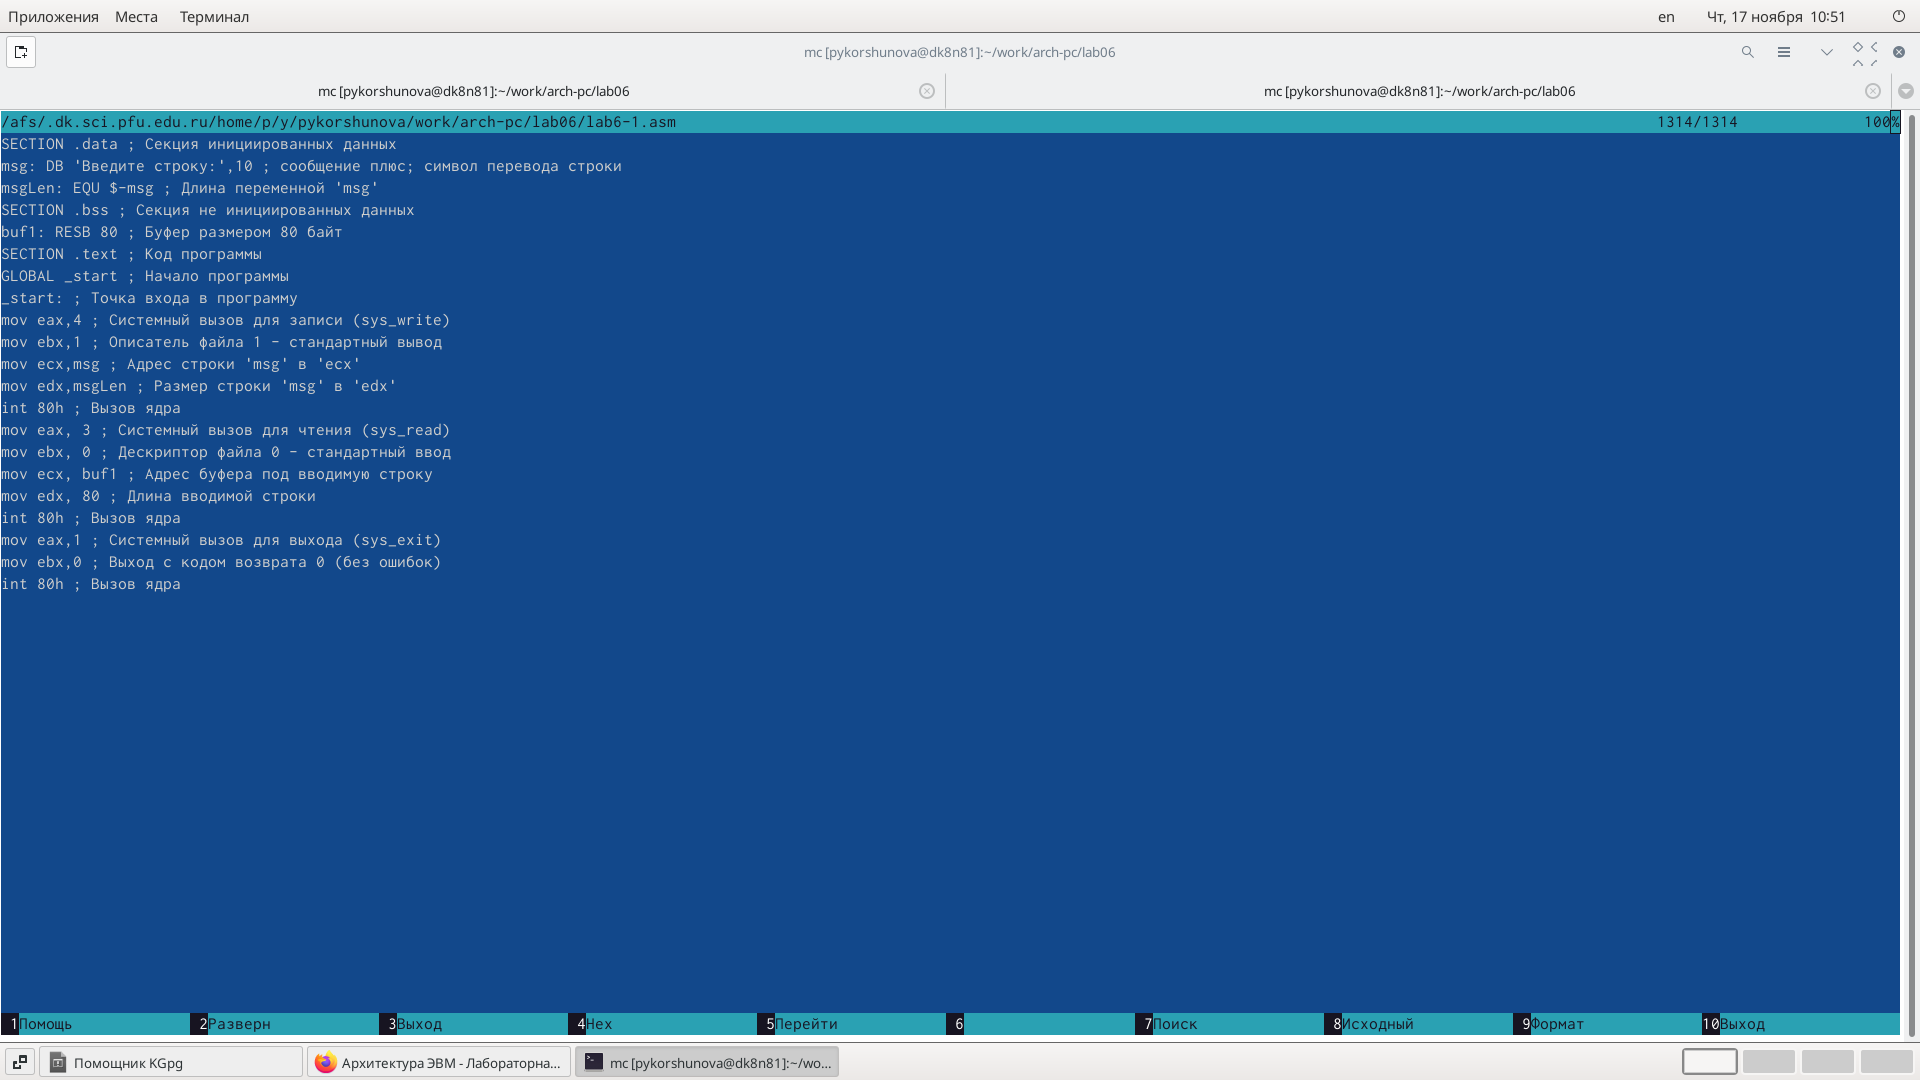 Приложения Места Терминал en Чт, 17 ноября 10:51
mc [pykorshunova@dk8n81]:~/work/arch-pc/lab06
mc [pykorshunova@dk8n81]:~/work/arch-pc/lab06 mc [pykorshunova@dk8n81]:~/work/arch-pc/lab06
/afs/.dk.sci.pfu.edu.ru/home/p/y/pykorshunova/work/arch-pc/lab06/lab6-1.asm 1314/1314 100%
SECTION .data ; Секция инициированных данных
msg: DB 'Введите строку:',10 ; сообщение плюс; символ перевода строки
msgLen: EQU $-msg ; Длина переменной 'msg'
SECTION .bss ; Секция не инициированных данных
buf1: RESB 80 ; Буфер размером 80 байт
SECTION .text ; Код программы
GLOBAL _start ; Начало программы
_start: ; Точка входа в программу
mov eax,4 ; Системный вызов для записи (sys_write)
mov ebx,1 ; Описатель файла 1 - стандартный вывод
mov ecx,msg ; Адрес строки 'msg' в 'ecx'
mov edx,msgLen ; Размер строки 'msg' в 'edx'
int 80h ; Вызов ядра
mov eax, 3 ; Системный вызов для чтения (sys_read)
mov ebx, 0 ; Дескриптор файла 0 - стандартный ввод
mov ecx, buf1 ; Адрес буфера под вводимую строку
mov edx, 80 ; Длина вводимой строки
int 80h ; Вызов ядра
mov eax,1 ; Системный вызов для выхода (sys_exit)
mov ebx,0 ; Выход с кодом возврата 0 (без ошибок)
int 80h ; Вызов ядра
1Помощь 2Разверн 3Выход 4Hex 5Перейти 6 7Поиск 8Исходный 9Формат 10Выход
Помощник KGpg Архитектура ЭВМ - Лабораторна... mc [pykorshunova@dk8n81]:~/wo...